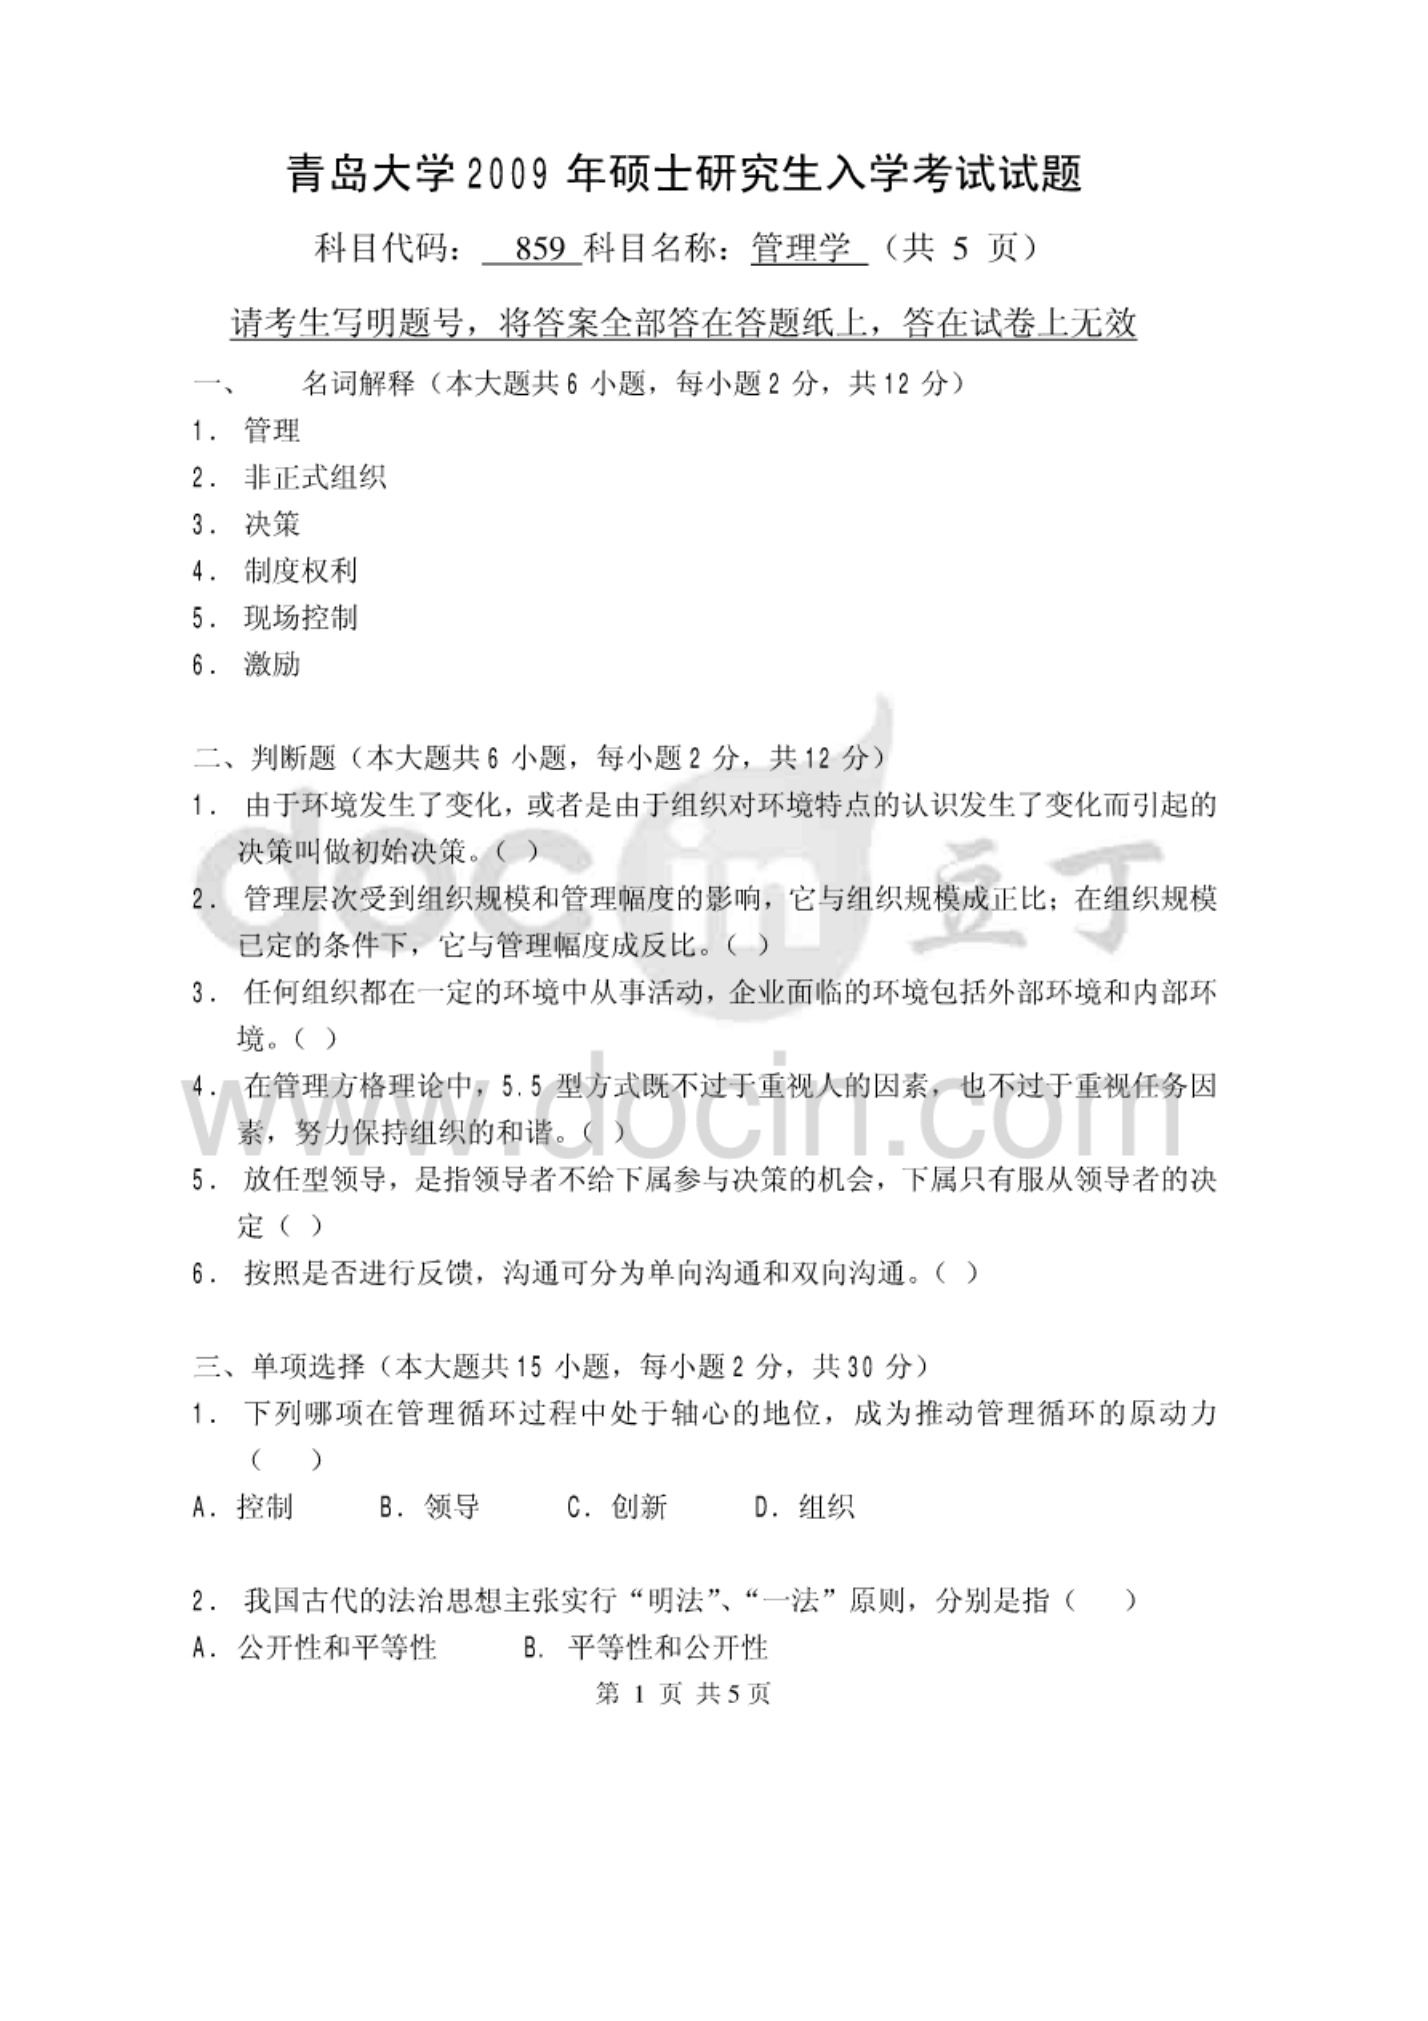 青岛大学2009 年硕士研究生入学考试试题
科目代码： 859 科目名称：管理学 （共 5 页）
请考生写明题号，将答案全部答在答题纸上，答在试卷上无效
一、 名词解释（本大题共6 小题，每小题2 分，共12 分）
1. 管理
2. 非正式组织
3. 决策
4. 制度权利
5. 现场控制
6. 激励
二、判断题（本大题共6 小题，每小题2 分，共12 分）
1. 由于环境发生了变化，或者是由于组织对环境特点的认识发生了变化而引起的
决策叫做初始决策。（ ）
2. 管理层次受到组织规模和管理幅度的影响，它与组织规模成正比；在组织规模
已定的条件下，它与管理幅度成反比。（ ）
3. 任何组织都在一定的环境中从事活动，企业面临的环境包括外部环境和内部环
境。（ ）
4. 在管理方格理论中，5.5 型方式既不过于重视人的因素，也不过于重视任务因
素，努力保持组织的和谐。（ ）
5. 放任型领导，是指领导者不给下属参与决策的机会，下属只有服从领导者的决
定（ ）
6. 按照是否进行反馈，沟通可分为单向沟通和双向沟通。（ ）
三、单项选择（本大题共15 小题，每小题2 分，共30 分）
1. 下列哪项在管理循环过程中处于轴心的地位，成为推动管理循环的原动力
（ ）
A. 控制 B. 领导 C. 创新 D. 组织
2. 我国古代的法治思想主张实行“明法”、“一法”原则，分别是指（ ）
A. 公开性和平等性 B. 平等性和公开性
第 1 页 共5页
docin 豆丁
www.docin.com